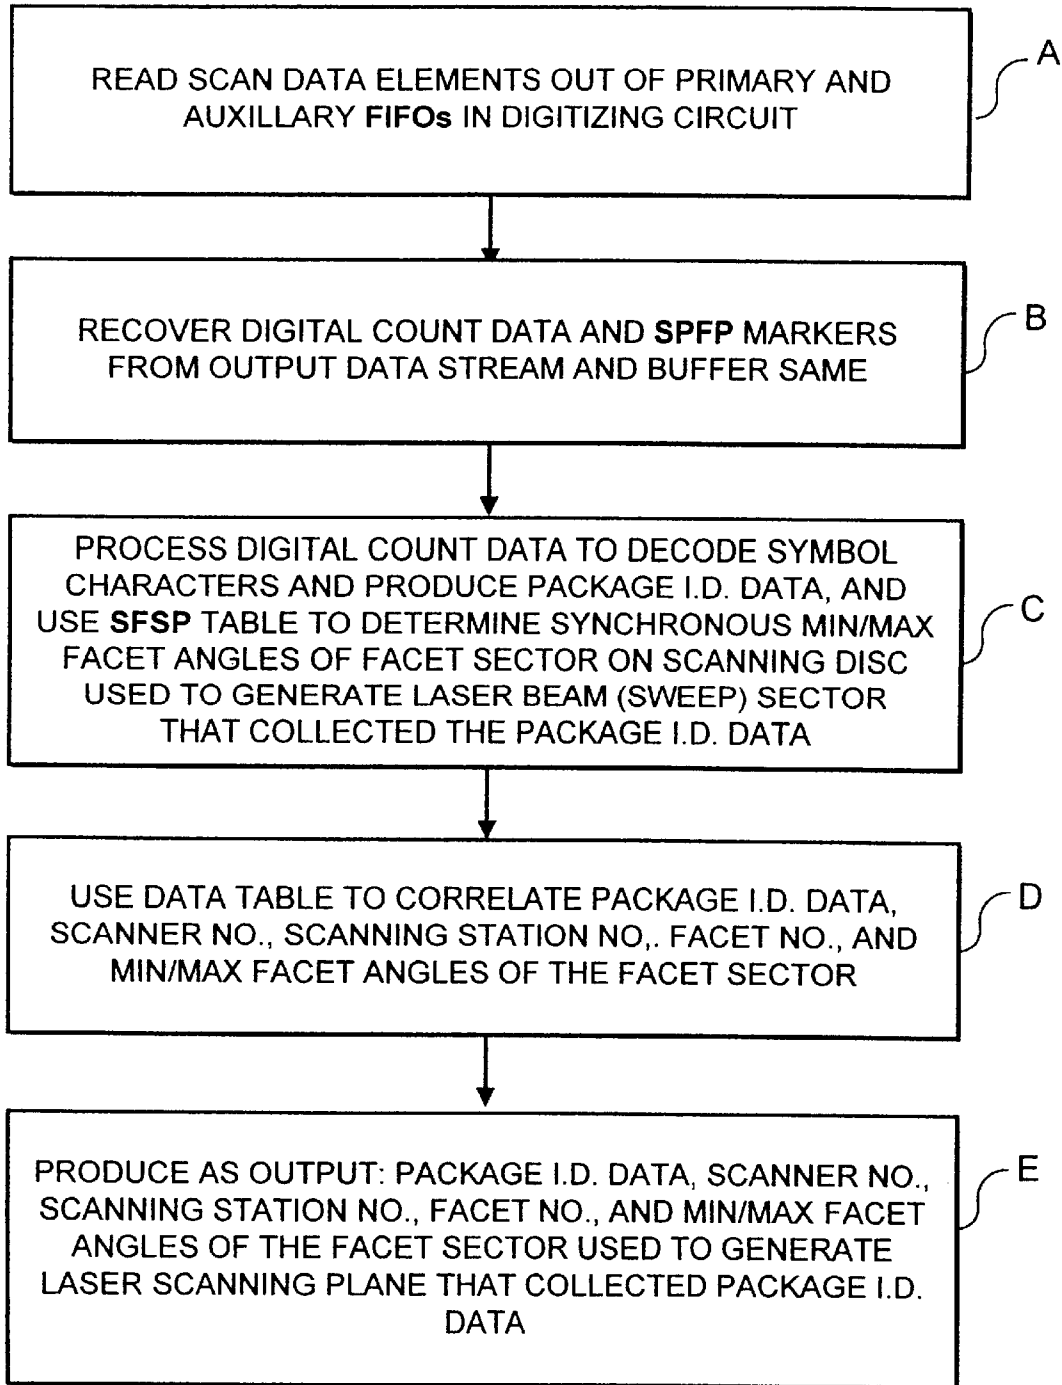 READ SCAN DATA ELEMENTS OUT OF PRIMARY AND
AUXILLARY FIFOs IN DIGITIZING CIRCUIT
A
RECOVER DIGITAL COUNT DATA AND SPFP MARKERS
FROM OUTPUT DATA STREAM AND BUFFER SAME
B
PROCESS DIGITAL COUNT DATA TO DECODE SYMBOL
CHARACTERS AND PRODUCE PACKAGE I.D. DATA, AND
USE SFSP TABLE TO DETERMINE SYNCHRONOUS MIN/MAX
FACET ANGLES OF FACET SECTOR ON SCANNING DISC
USED TO GENERATE LASER BEAM (SWEEP) SECTOR
THAT COLLECTED THE PACKAGE I.D. DATA
C
USE DATA TABLE TO CORRELATE PACKAGE I.D. DATA,
SCANNER NO., SCANNING STATION NO,. FACET NO., AND
MIN/MAX FACET ANGLES OF THE FACET SECTOR
D
PRODUCE AS OUTPUT: PACKAGE I.D. DATA, SCANNER NO.,
SCANNING STATION NO., FACET NO., AND MIN/MAX FACET
ANGLES OF THE FACET SECTOR USED TO GENERATE
LASER SCANNING PLANE THAT COLLECTED PACKAGE I.D.
DATA
E